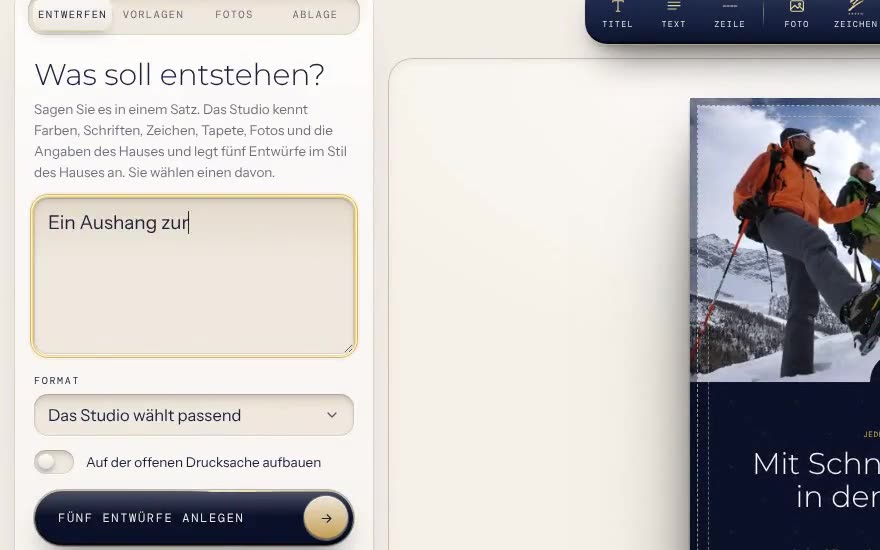 ENTWERFEN VORLAGEN FOTOS ABLAGE
TITEL TEXT ZEILE FOTO ZEICHEN
Was soll entstehen?
Sagen Sie es in einem Satz. Das Studio kennt
Farben, Schriften, Zeichen, Tapete, Fotos und die
Angaben des Hauses und legt fünf Entwürfe im Stil
des Hauses an. Sie wählen einen davon.
Ein Aushang zur
FORMAT
Das Studio wählt passend
Auf der offenen Drucksache aufbauen
FÜNF ENTWÜRFE ANLEGEN
Mit Schn
in der